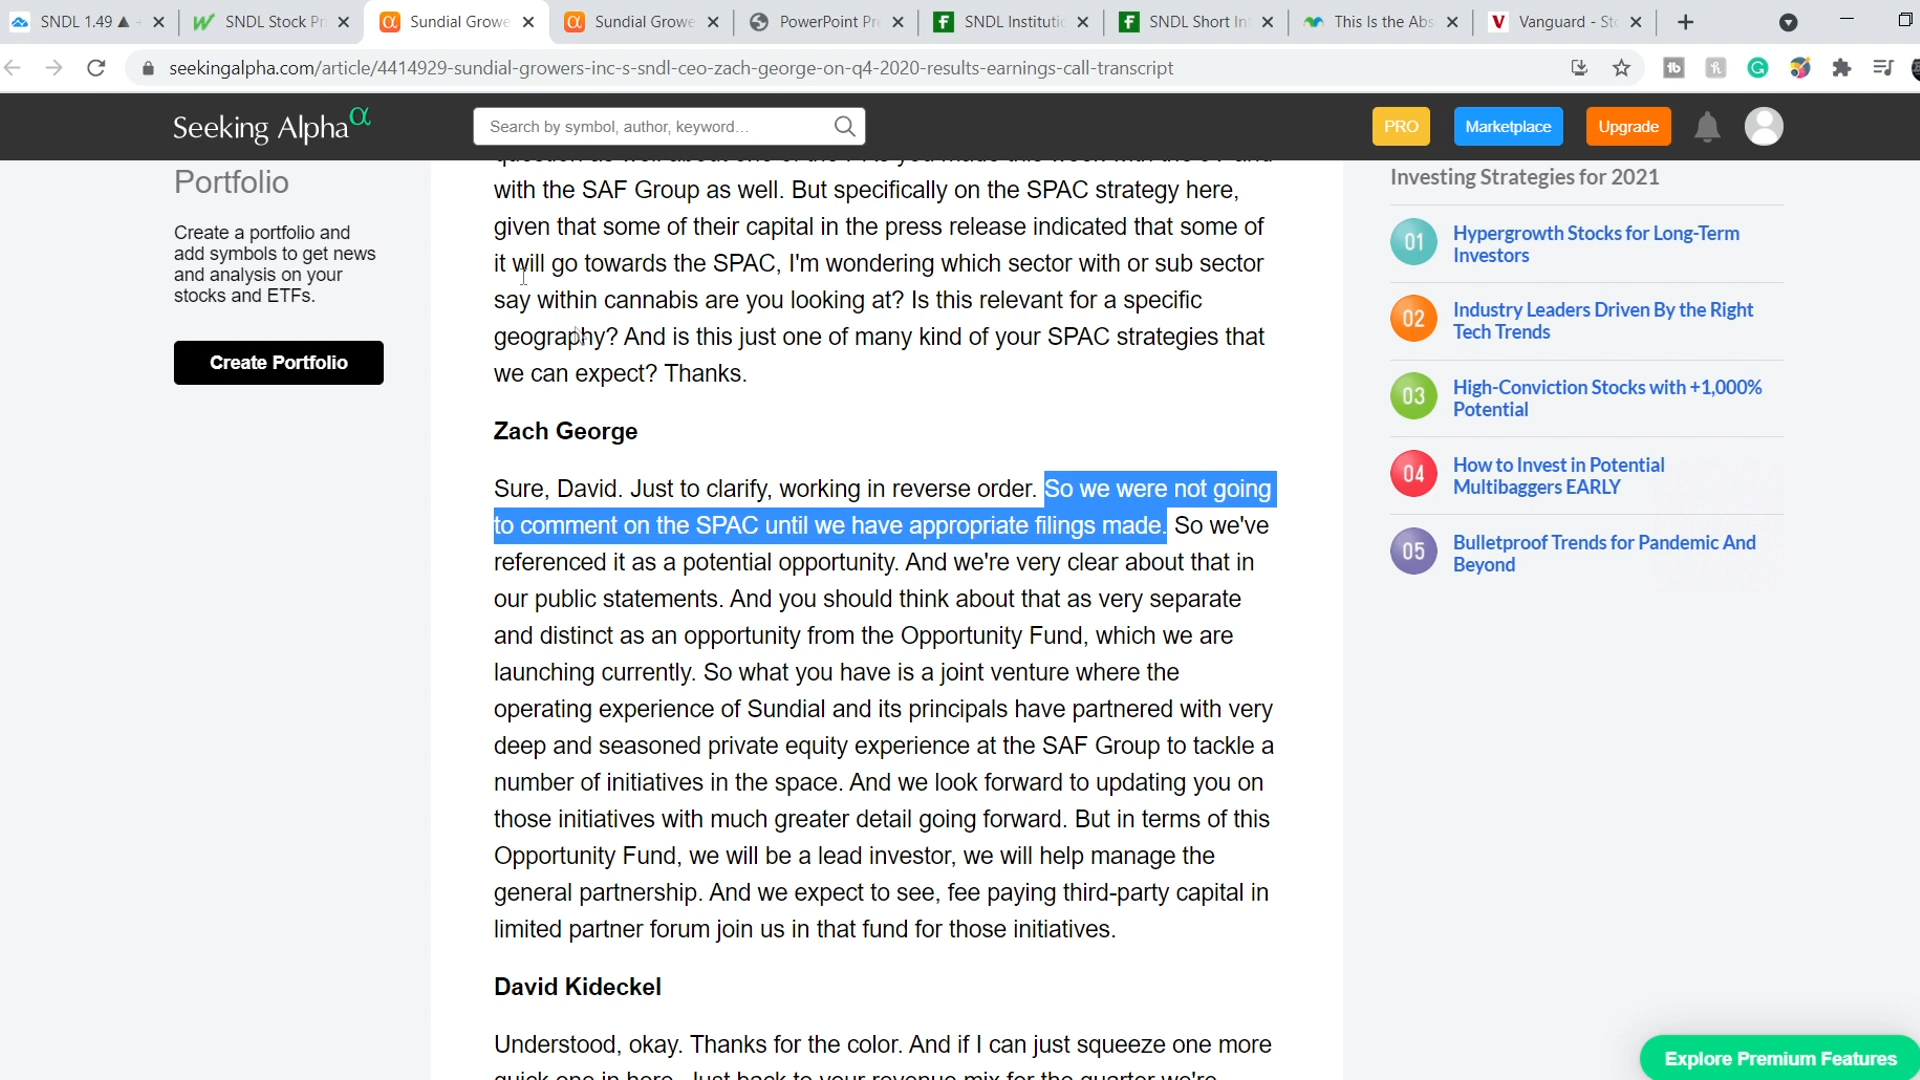 SNDL 1.49 ▲
SNDL Stock Pr
Sundial Growe
Sundial Growe
PowerPoint Pre
SNDL Institutio
SNDL Short Int
This Is the Abs
Vanguard - Sto
seekingalpha.com/article/4414929-sundial-growers-inc-s-sndl-ceo-zach-george-on-q4-2020-results-earnings-call-transcript
Seeking Alpha α
Search by symbol, author, keyword...
PRO
Marketplace
Upgrade
Portfolio
Create a portfolio and
add symbols to get news
and analysis on your
stocks and ETFs.
Create Portfolio
with the SAF Group as well. But specifically on the SPAC strategy here,
given that some of their capital in the press release indicated that some of
it will go towards the SPAC, I'm wondering which sector with or sub sector
say within cannabis are you looking at? Is this relevant for a specific
geography? And is this just one of many kind of your SPAC strategies that
we can expect? Thanks.
Zach George
Sure, David. Just to clarify, working in reverse order. So we were not going
to comment on the SPAC until we have appropriate filings made. So we've
referenced it as a potential opportunity. And we're very clear about that in
our public statements. And you should think about that as very separate
and distinct as an opportunity from the Opportunity Fund, which we are
launching currently. So what you have is a joint venture where the
operating experience of Sundial and its principals have partnered with very
deep and seasoned private equity experience at the SAF Group to tackle a
number of initiatives in the space. And we look forward to updating you on
those initiatives with much greater detail going forward. But in terms of this
Opportunity Fund, we will be a lead investor, we will help manage the
general partnership. And we expect to see, fee paying third-party capital in
limited partner forum join us in that fund for those initiatives.
David Kideckel
Understood, okay. Thanks for the color. And if I can just squeeze one more
Investing Strategies for 2021
01 Hypergrowth Stocks for Long-Term
Investors
02 Industry Leaders Driven By the Right
Tech Trends
03 High-Conviction Stocks with +1,000%
Potential
04 How to Invest in Potential
Multibaggers EARLY
05 Bulletproof Trends for Pandemic And
Beyond
Explore Premium Features